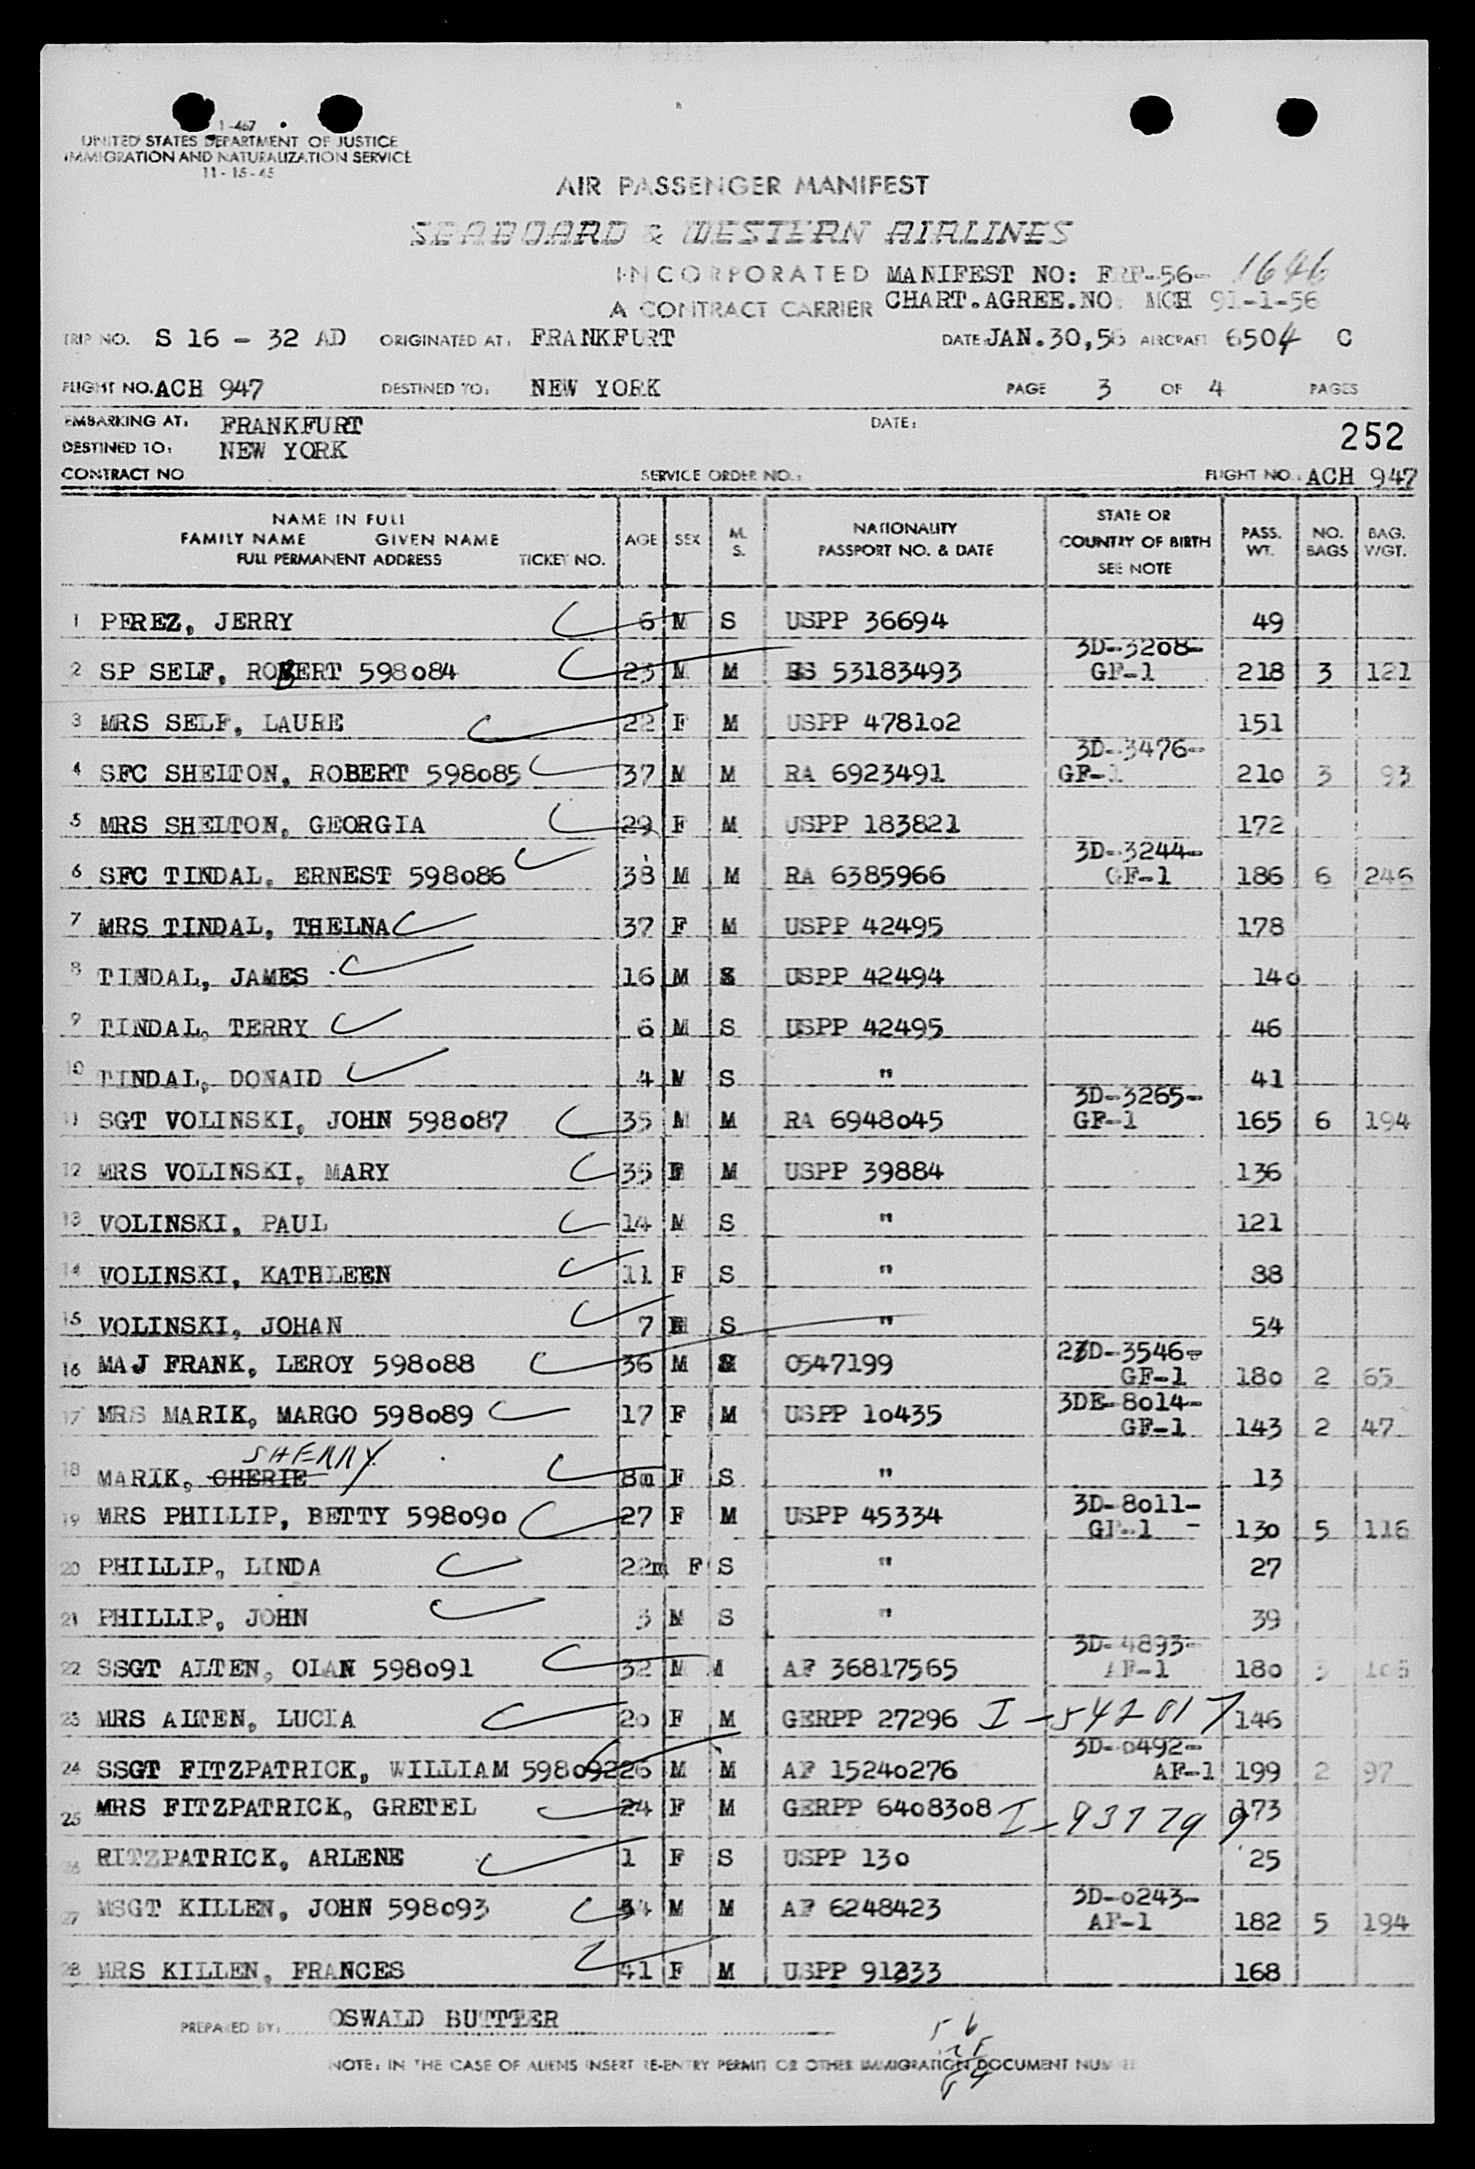 1-467
UNITED STATES DEPARTMENT OF JUSTICE
IMMIGRATION AND NATURALIZATION SERVICE
11-15-45
AIR PASSENGER MANIFEST
SEABOARD & WESTERN AIRLINES
INCORPORATED MANIFEST NO: FRF-56- 1646
A CONTRACT CARRIER CHART.AGREE.NO: MCH 91-1-56
TRIP NO. S 16 - 32 AD ORIGINATED AT: FRANKFURT DATE: JAN.30,56 AIRCRAFT 6504 C
FLIGHT NO. ACH 947 DESTINED TO: NEW YORK PAGE 3 OF 4 PAGES
EMBARKING AT: FRANKFURT DATE:
252
DESTINED TO: NEW YORK
CONTRACT NO SERVICE ORDER NO.: FLIGHT NO.: ACH 947
NAME IN FULL
FAMILY NAME GIVEN NAME
FULL PERMANENT ADDRESS TICKET NO. AGE SEX M. S. NATIONALITY PASSPORT NO. & DATE STATE OR COUNTRY OF BIRTH SEE NOTE PASS. WT. NO. BAGS BAG. WGT.
1 PEREZ, JERRY 6 M S USPP 36694 49
2 SP SELF, ROBERT 598084 23 M M RS 53183493 3D-3208-GF-1 218 3 121
3 MRS SELF, LAURE 22 F M USPP 478102 151
4 SFC SHELTON, ROBERT 598085 37 M M RA 6923491 3D-3476-GF-1 210 3 93
5 MRS SHELTON, GEORGIA 29 F M USPP 183821 172
6 SFC TINDAL, ERNEST 598086 38 M M RA 6385966 3D-3244-GF-1 186 6 246
7 MRS TINDAL, THELNA 37 F M USPP 42495 178
8 TINDAL, JAMES 16 M S USPP 42494 140
9 TINDAL, TERRY 6 M S USPP 42495 46
10 TINDAL, DONALD 4 M S " 41
11 SGT VOLINSKI, JOHN 598087 35 M M RA 6948045 3D-3265-GF-1 165 6 194
12 MRS VOLINSKI, MARY 35 F M USPP 39884 136
13 VOLINSKI, PAUL 14 M S " 121
14 VOLINSKI, KATHLEEN 11 F S " 88
15 VOLINSKI, JOHAN 7 S " 54
16 MAJ FRANK, LEROY 598088 36 M S 0547199 23D-3546-GF-1 180 2 65
17 MRS MARIK, MARGO 598089 17 F M USPP 10435 3DE-8014-GF-1 143 2 47
SHERRY
18 MARIK, CHERIE 8m F S " 13
19 MRS PHILLIP, BETTY 598090 27 F M USPP 45334 3D-8011-GF-1 - 130 5 116
20 PHILLIP, LINDA 22m F S " 27
21 PHILLIP, JOHN 3 M S " 39
22 SSGT ALTEN, OLAN 598091 32 M M AF 36817565 3D-4893-AF-1 180 3 105
23 MRS ALTEN, LUCIA 20 F M GERPP 27296 I-542017 146
24 SSGT FITZPATRICK, WILLIAM 598092 26 M M AF 15240276 3D-0492-AF-1 199 2 97
25 MRS FITZPATRICK, GRETEL 24 F M GERPP 6408308 I-937799 173
26 RITZPATRICK, ARLENE 1 F S USPP 130 25
27 MSGT KILLEN, JOHN 598093 34 M M AF 6248423 3D-0243-AF-1 182 5 194
28 MRS KILLEN, FRANCES 41 F M USPP 91333 168
PREPARED BY: OSWALD BUTTTER
56
NOTE: IN THE CASE OF ALIENS INSERT RE-ENTRY PERMIT OR OTHER IMMIGRATION DOCUMENT NUMBER